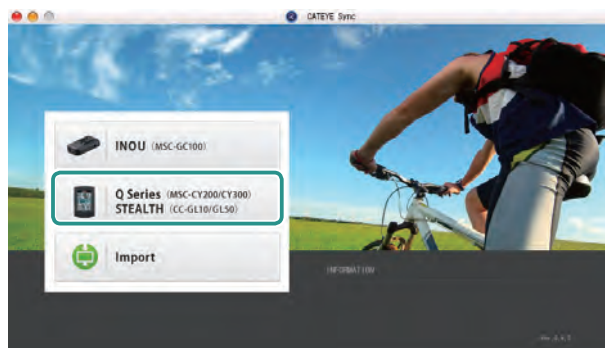 CATEYE Sync
INOU (MSC-GC100)
Q Series (MSC-CY200/CY300)
STEALTH (CC-GL10/GL50)
Import
INFORMATION